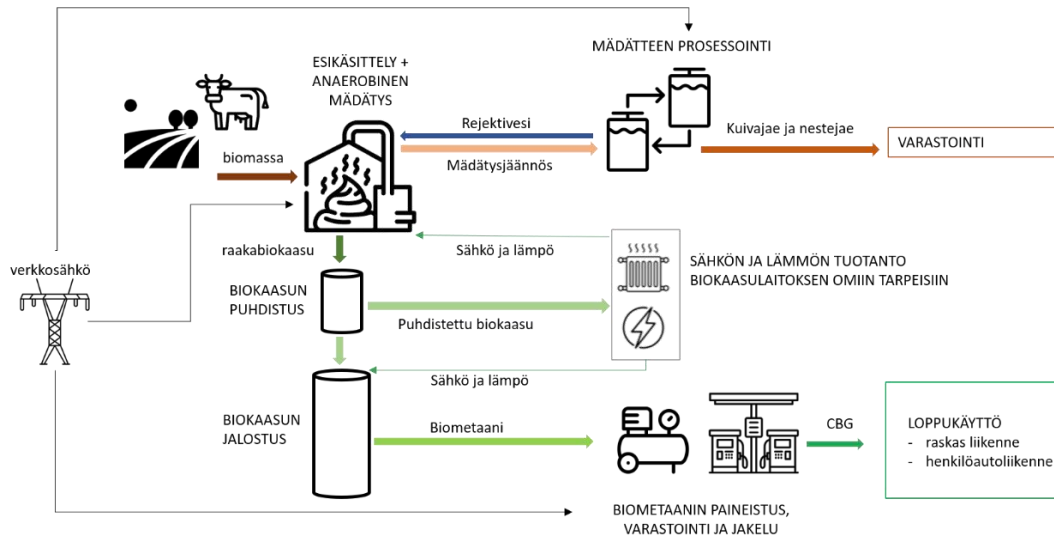 MÄDÄTTEEN PROSESSOINTI
ESIKÄSITTELY +
ANAEROBINEN
MÄDÄTYS
biomassa
Rejektivesi
Mädätysjäännös
Kuivajae ja nestejae
VARASTOINTI
verkkosähkö
raakabiokaasu
Sähkö ja lämpö
SÄHKÖN JA LÄMMÖN TUOTANTO
BIOKAASULAITOKSEN OMIIN TARPEISIIN
BIOKAASUN
PUHDISTUS
Puhdistettu biokaasu
Sähkö ja lämpö
BIOKAASUN
JALOSTUS
Biometaani
CBG
LOPPUKÄYTTÖ
- raskas liikenne
- henkilöautoliikenne
BIOMETAANIN PAINEISTUS,
VARASTOINTI JA JAKELU